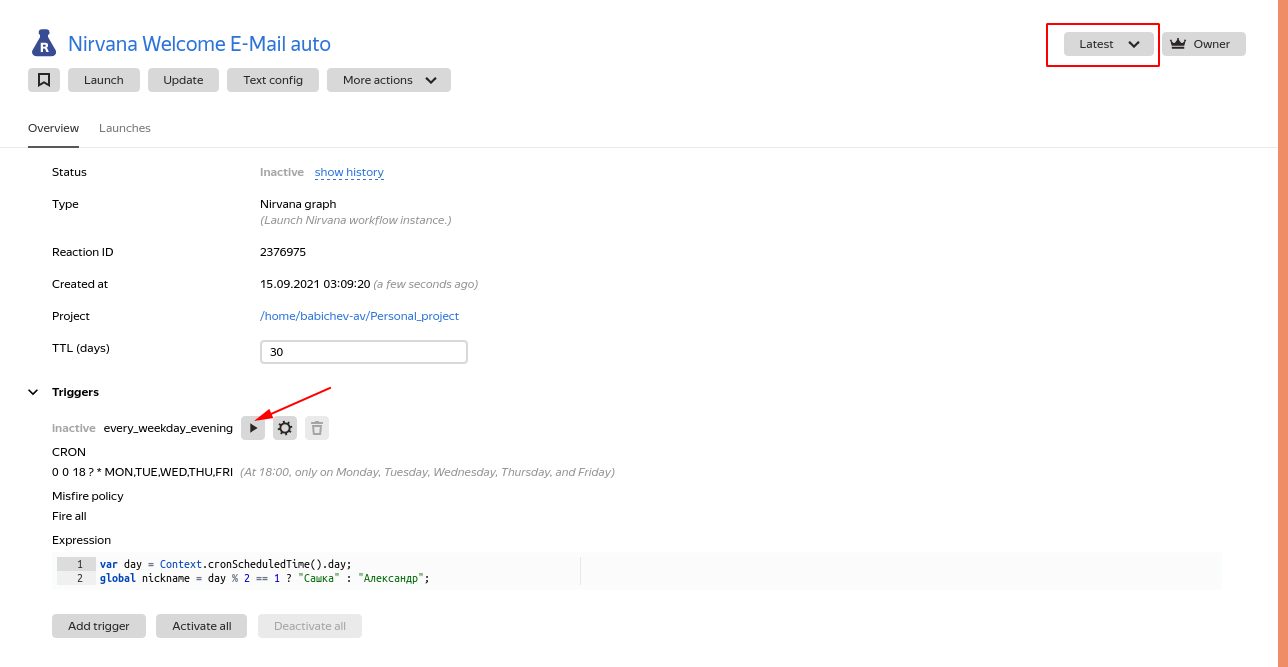 R
Nirvana Welcome E-Mail auto
Latest
Owner
Launch
Update
Text config
More actions
Overview
Launches
Status
Inactive show history
Type
Nirvana graph
(Launch Nirvana workflow instance.)
Reaction ID
2376975
Created at
15.09.2021 03:09:20 (a few seconds ago)
Project
/home/babichev-av/Personal_project
TTL (days)
30
Triggers
inactive every_weekday_evening
CRON
0 0 18 ? * MON,TUE,WED,THU,FRI (At 18:00, only on Monday, Tuesday, Wednesday, Thursday, and Friday)
Misfire policy
Fire all
Expression
1 var day = Context.cronScheduledTime().day;
2 global nickname = day % 2 == 1 ? "Сашка" : "Александр";
Add trigger
Activate all
Deactivate all